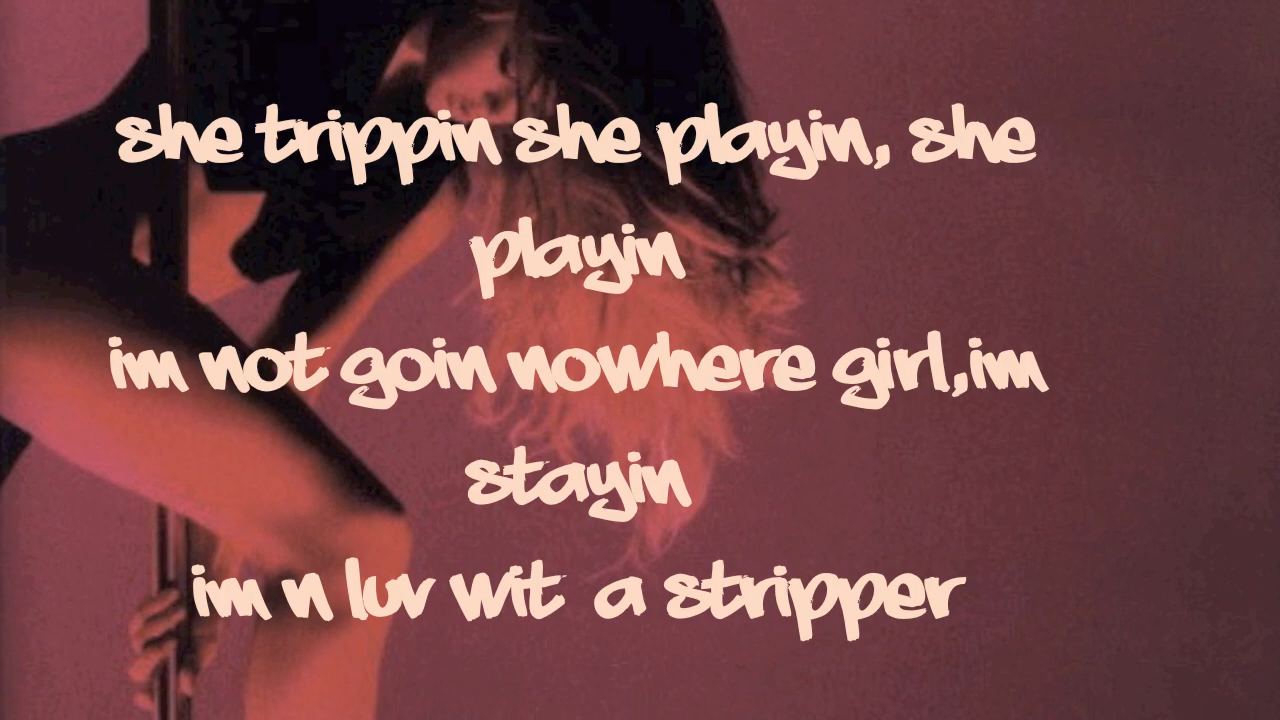 she trippin she playin, she
playin
im not goin nowhere girl,im
stayin
im n luv wit a stripper